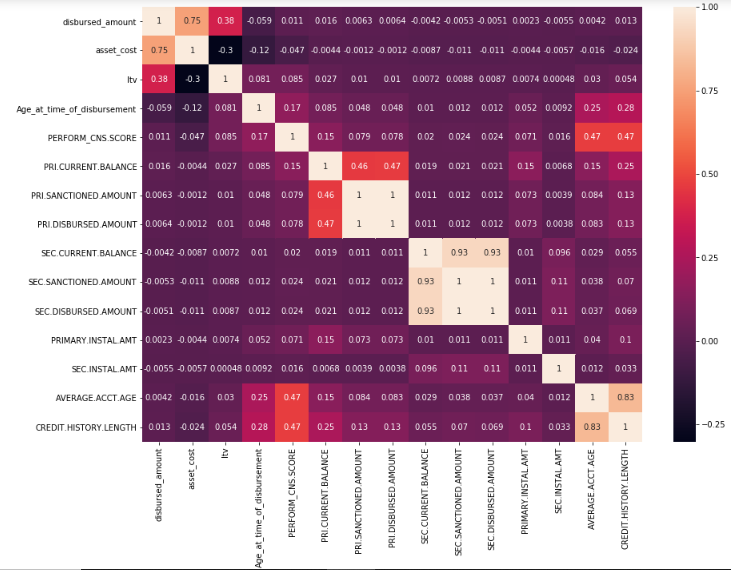 disbursed_amount 1 0.75 0.38 -0.059 0.011 0.016 0.0063 0.0064 -0.0042 -0.0053 -0.0051 0.0023 -0.0055 0.0042 0.013
asset_cost 0.75 1 -0.3 -0.12 -0.047 -0.0044 -0.0012 -0.0012 -0.0087 -0.011 -0.011 -0.0044 -0.0057 -0.016 -0.024
ltv 0.38 -0.3 1 0.081 0.085 0.027 0.01 0.01 0.0072 0.0088 0.0087 0.0074 0.00048 0.03 0.054
Age_at_time_of_disbursement -0.059 -0.12 0.081 1 0.17 0.085 0.048 0.048 0.01 0.012 0.012 0.052 0.0092 0.25 0.28
PERFORM_CNS.SCORE 0.011 -0.047 0.085 0.17 1 0.15 0.079 0.078 0.02 0.024 0.024 0.071 0.016 0.47 0.47
PRI.CURRENT.BALANCE 0.016 -0.0044 0.027 0.085 0.15 1 0.46 0.47 0.019 0.021 0.021 0.15 0.0068 0.15 0.25
PRI.SANCTIONED.AMOUNT 0.0063 -0.0012 0.01 0.048 0.079 0.46 1 1 0.011 0.012 0.012 0.073 0.0039 0.084 0.13
PRI.DISBURSED.AMOUNT 0.0064 -0.0012 0.01 0.048 0.078 0.47 1 1 0.011 0.012 0.012 0.073 0.0038 0.083 0.13
SEC.CURRENT.BALANCE -0.0042 -0.0087 0.0072 0.01 0.02 0.019 0.011 0.011 1 0.93 0.93 0.01 0.096 0.029 0.055
SEC.SANCTIONED.AMOUNT -0.0053 -0.011 0.0088 0.012 0.024 0.021 0.012 0.012 0.93 1 1 0.011 0.11 0.038 0.07
SEC.DISBURSED.AMOUNT -0.0051 -0.011 0.0087 0.012 0.024 0.021 0.012 0.012 0.93 1 1 0.011 0.11 0.037 0.069
PRIMARY.INSTAL.AMT 0.0023 -0.0044 0.0074 0.052 0.071 0.15 0.073 0.073 0.01 0.011 0.011 1 0.011 0.04 0.1
SEC.INSTAL.AMT -0.0055 -0.0057 0.00048 0.0092 0.016 0.0068 0.0039 0.0038 0.096 0.11 0.11 0.011 1 0.012 0.033
AVERAGE.ACCT.AGE 0.0042 -0.016 0.03 0.25 0.47 0.15 0.084 0.083 0.029 0.038 0.037 0.04 0.012 1 0.83
CREDIT.HISTORY.LENGTH 0.013 -0.024 0.054 0.28 0.47 0.25 0.13 0.13 0.055 0.07 0.069 0.1 0.033 0.83 1
disbursed_amount
asset_cost
ltv
Age_at_time_of_disbursement
PERFORM_CNS.SCORE
PRI.CURRENT.BALANCE
PRI.SANCTIONED.AMOUNT
PRI.DISBURSED.AMOUNT
SEC.CURRENT.BALANCE
SEC.SANCTIONED.AMOUNT
SEC.DISBURSED.AMOUNT
PRIMARY.INSTAL.AMT
SEC.INSTAL.AMT
AVERAGE.ACCT.AGE
CREDIT.HISTORY.LENGTH
1.00
0.75
0.50
0.25
0.00
−0.25